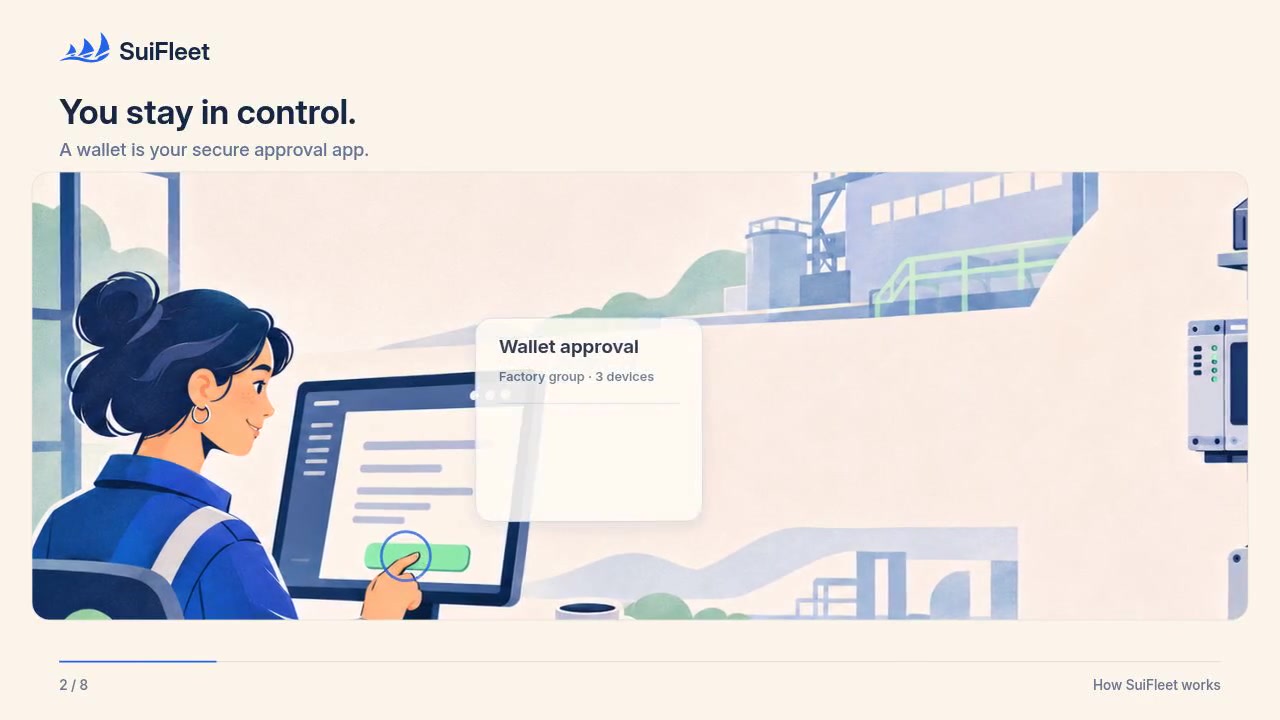 SuiFleet
You stay in control.
A wallet is your secure approval app.
Wallet approval
Factory group · 3 devices
2 / 8
How SuiFleet works